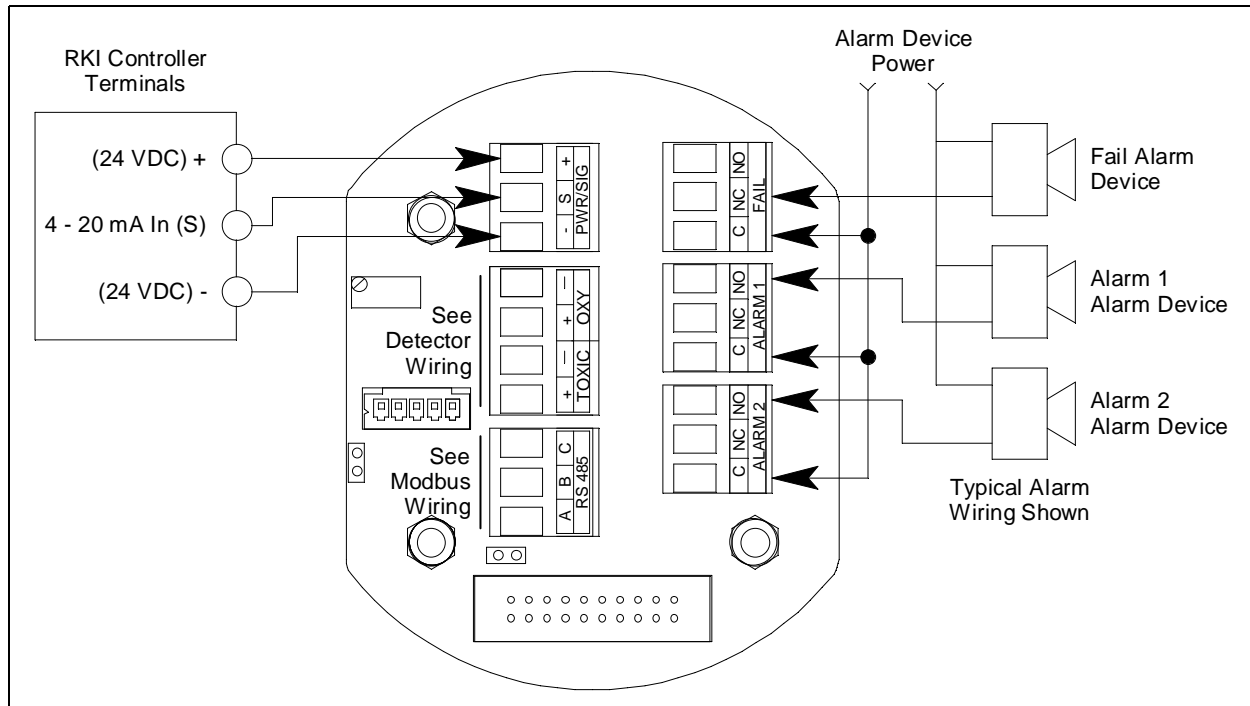 RKI Controller
Terminals
(24 VDC) +
4 - 20 mA In (S)
(24 VDC) -
+
S
-
PWR/SIG
See
Detector
Wiring
—
+
OXY
—
+
TOXIC
See
Modbus
Wiring
C
B
A
RS 485
NO
NC
C
FAIL
NO
NC
C
ALARM 1
NO
NC
C
ALARM 2
Alarm Device
Power
Fail Alarm
Device
Alarm 1
Alarm Device
Alarm 2
Alarm Device
Typical Alarm
Wiring Shown